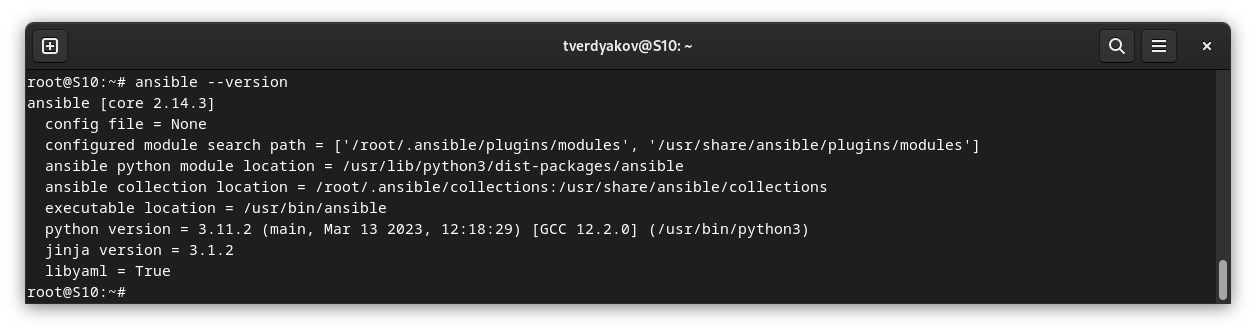 tverdyakov@S10: ~
root@S10:~# ansible --version
ansible [core 2.14.3]
  config file = None
  configured module search path = ['/root/.ansible/plugins/modules', '/usr/share/ansible/plugins/modules']
  ansible python module location = /usr/lib/python3/dist-packages/ansible
  ansible collection location = /root/.ansible/collections:/usr/share/ansible/collections
  executable location = /usr/bin/ansible
  python version = 3.11.2 (main, Mar 13 2023, 12:18:29) [GCC 12.2.0] (/usr/bin/python3)
  jinja version = 3.1.2
  libyaml = True
root@S10:~#